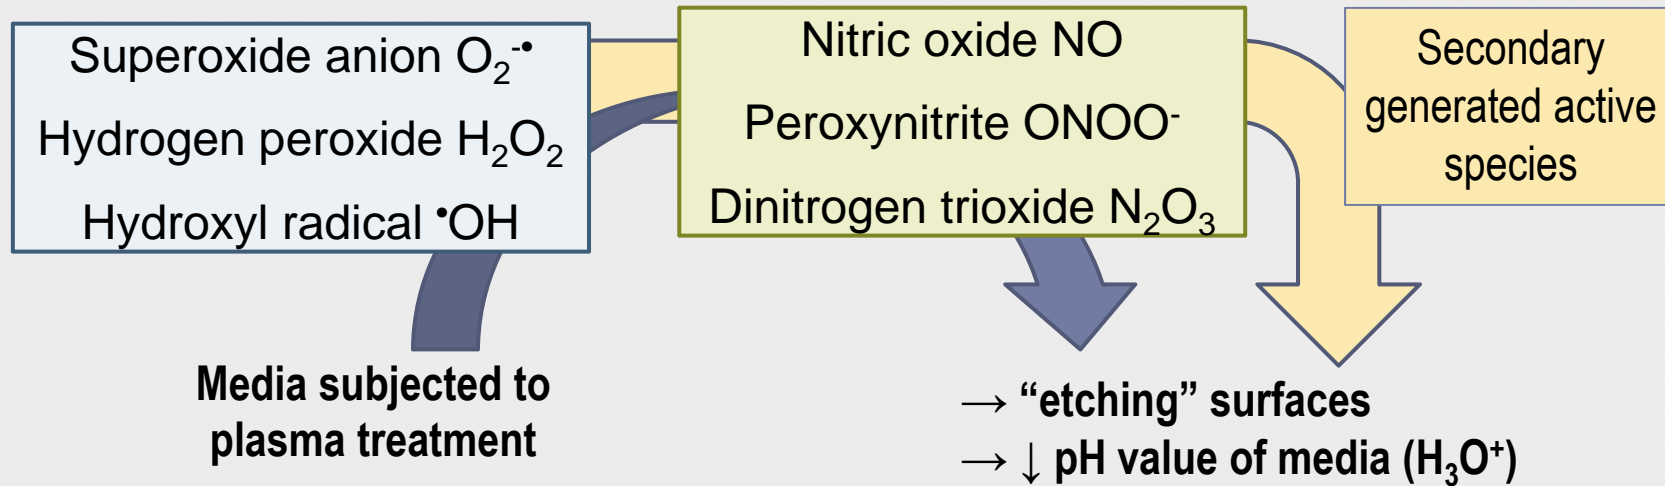 Superoxide anion O₂⁻•
Hydrogen peroxide H₂O₂
Hydroxyl radical •OH
Nitric oxide NO
Peroxynitrite ONOO⁻
Dinitrogen trioxide N₂O₃
Secondary
generated active
species
Media subjected to
plasma treatment
→ “etching” surfaces
→ ↓ pH value of media (H₃O⁺)